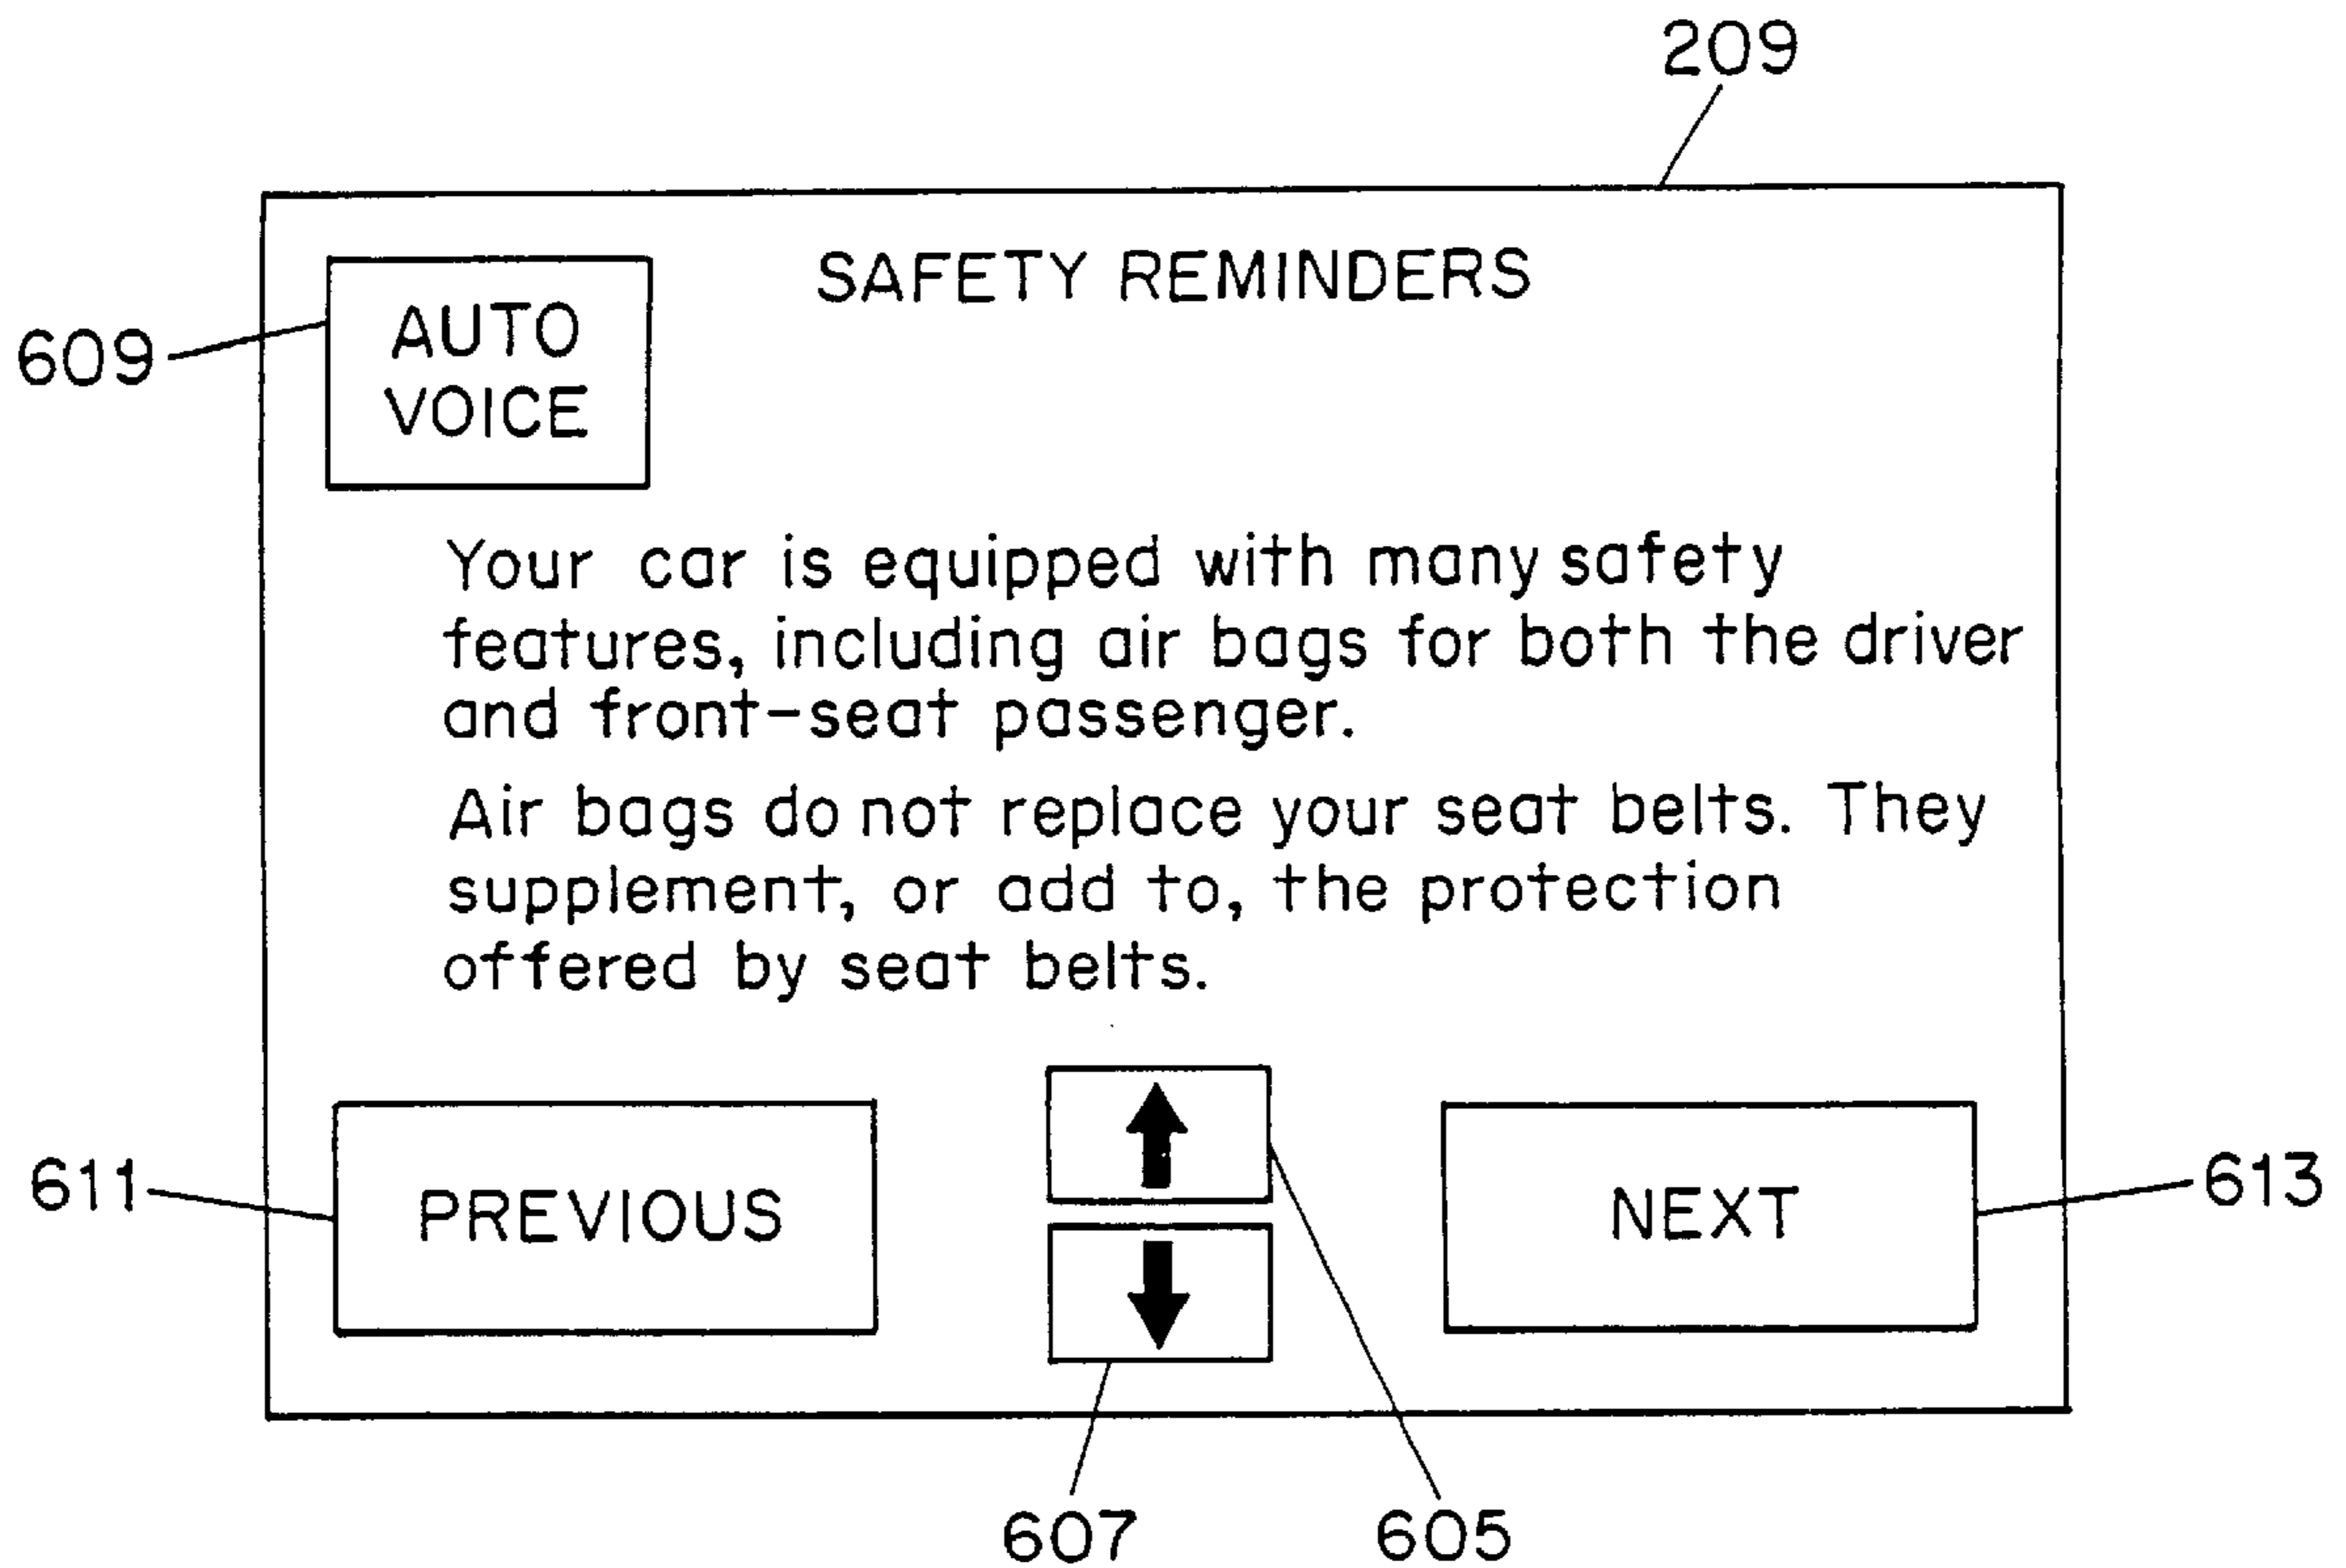 209
SAFETY REMINDERS
609
AUTO
VOICE
Your car is equipped with many safety
features, including air bags for both the driver
and front-seat passenger.
Air bags do not replace your seat belts. They
supplement, or add to, the protection
offered by seat belts.
611
PREVIOUS
NEXT
613
607
605